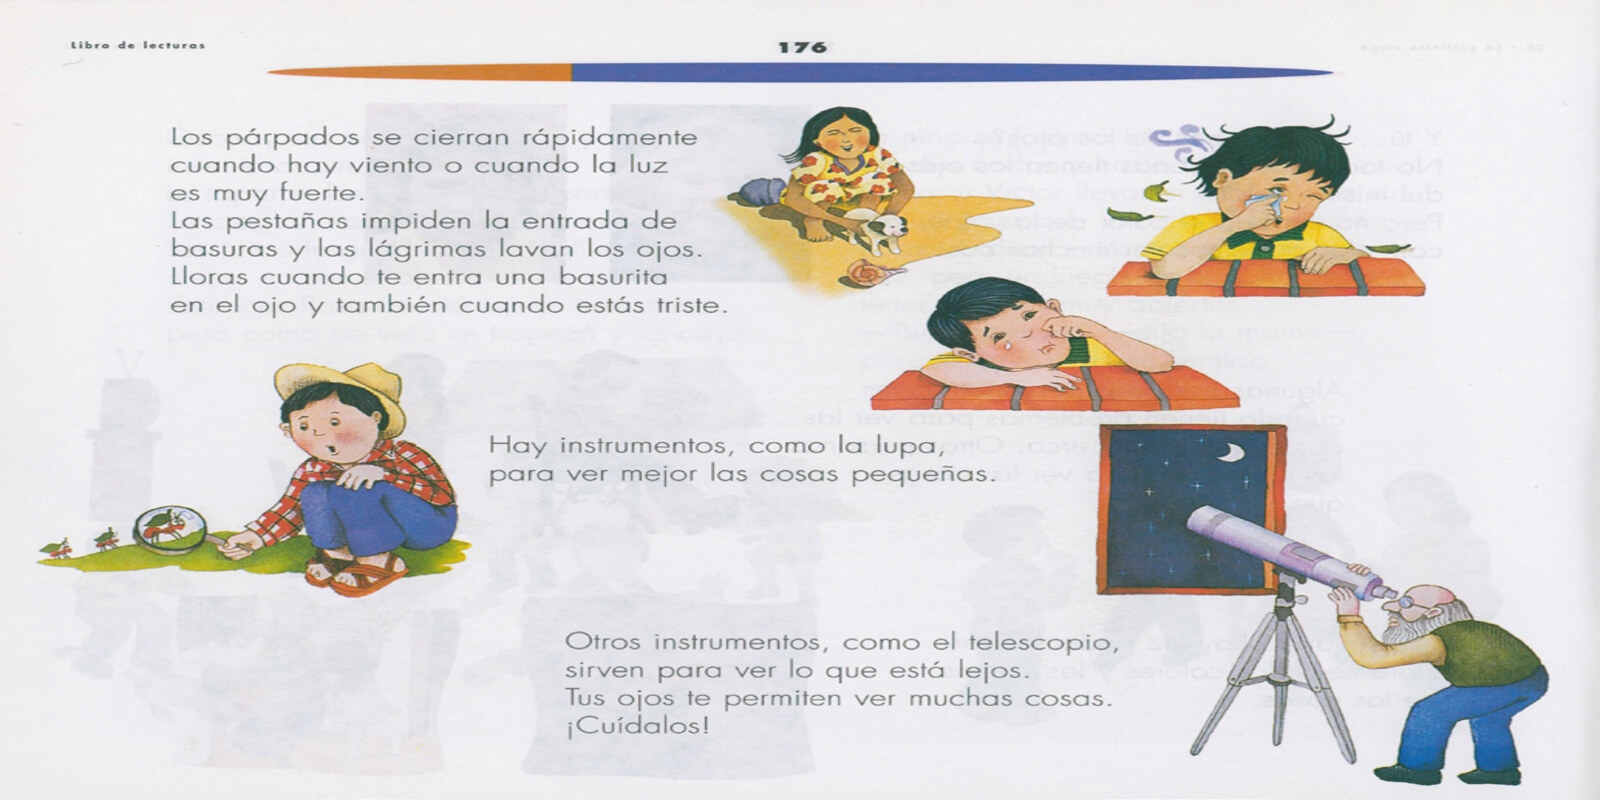 Libro de lecturas
176
Los párpados se cierran rápidamente
cuando hay viento o cuando la luz
es muy fuerte.
Las pestañas impiden la entrada de
basuras y las lágrimas lavan los ojos.
Lloras cuando te entra una basurita
en el ojo y también cuando estás triste.
Hay instrumentos, como la lupa,
para ver mejor las cosas pequeñas.
Otros instrumentos, como el telescopio,
sirven para ver lo que está lejos.
Tus ojos te permiten ver muchas cosas.
¡Cuídalos!